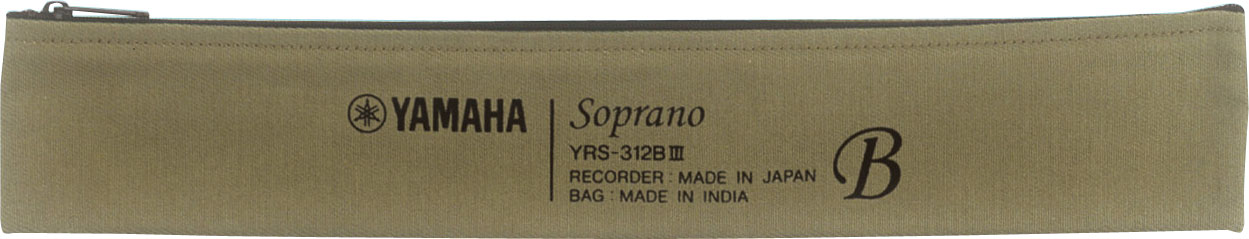 YAMAHA
Soprano
YRS-312BⅢ
RECORDER : MADE IN JAPAN
BAG : MADE IN INDIA
B